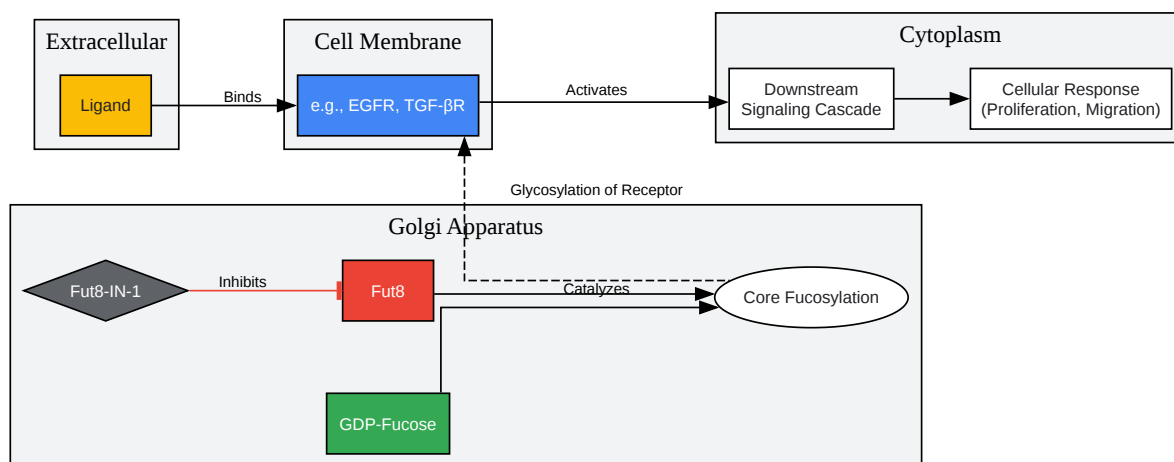 Extracellular
Cell Membrane
Cytoplasm
Ligand
Binds
e.g., EGFR, TGF-βR
Activates
Downstream
Signaling Cascade
Cellular Response
(Proliferation, Migration)
Glycosylation of Receptor
Golgi Apparatus
Fut8-IN-1
Inhibits
Fut8
Catalyzes
Core Fucosylation
GDP-Fucose